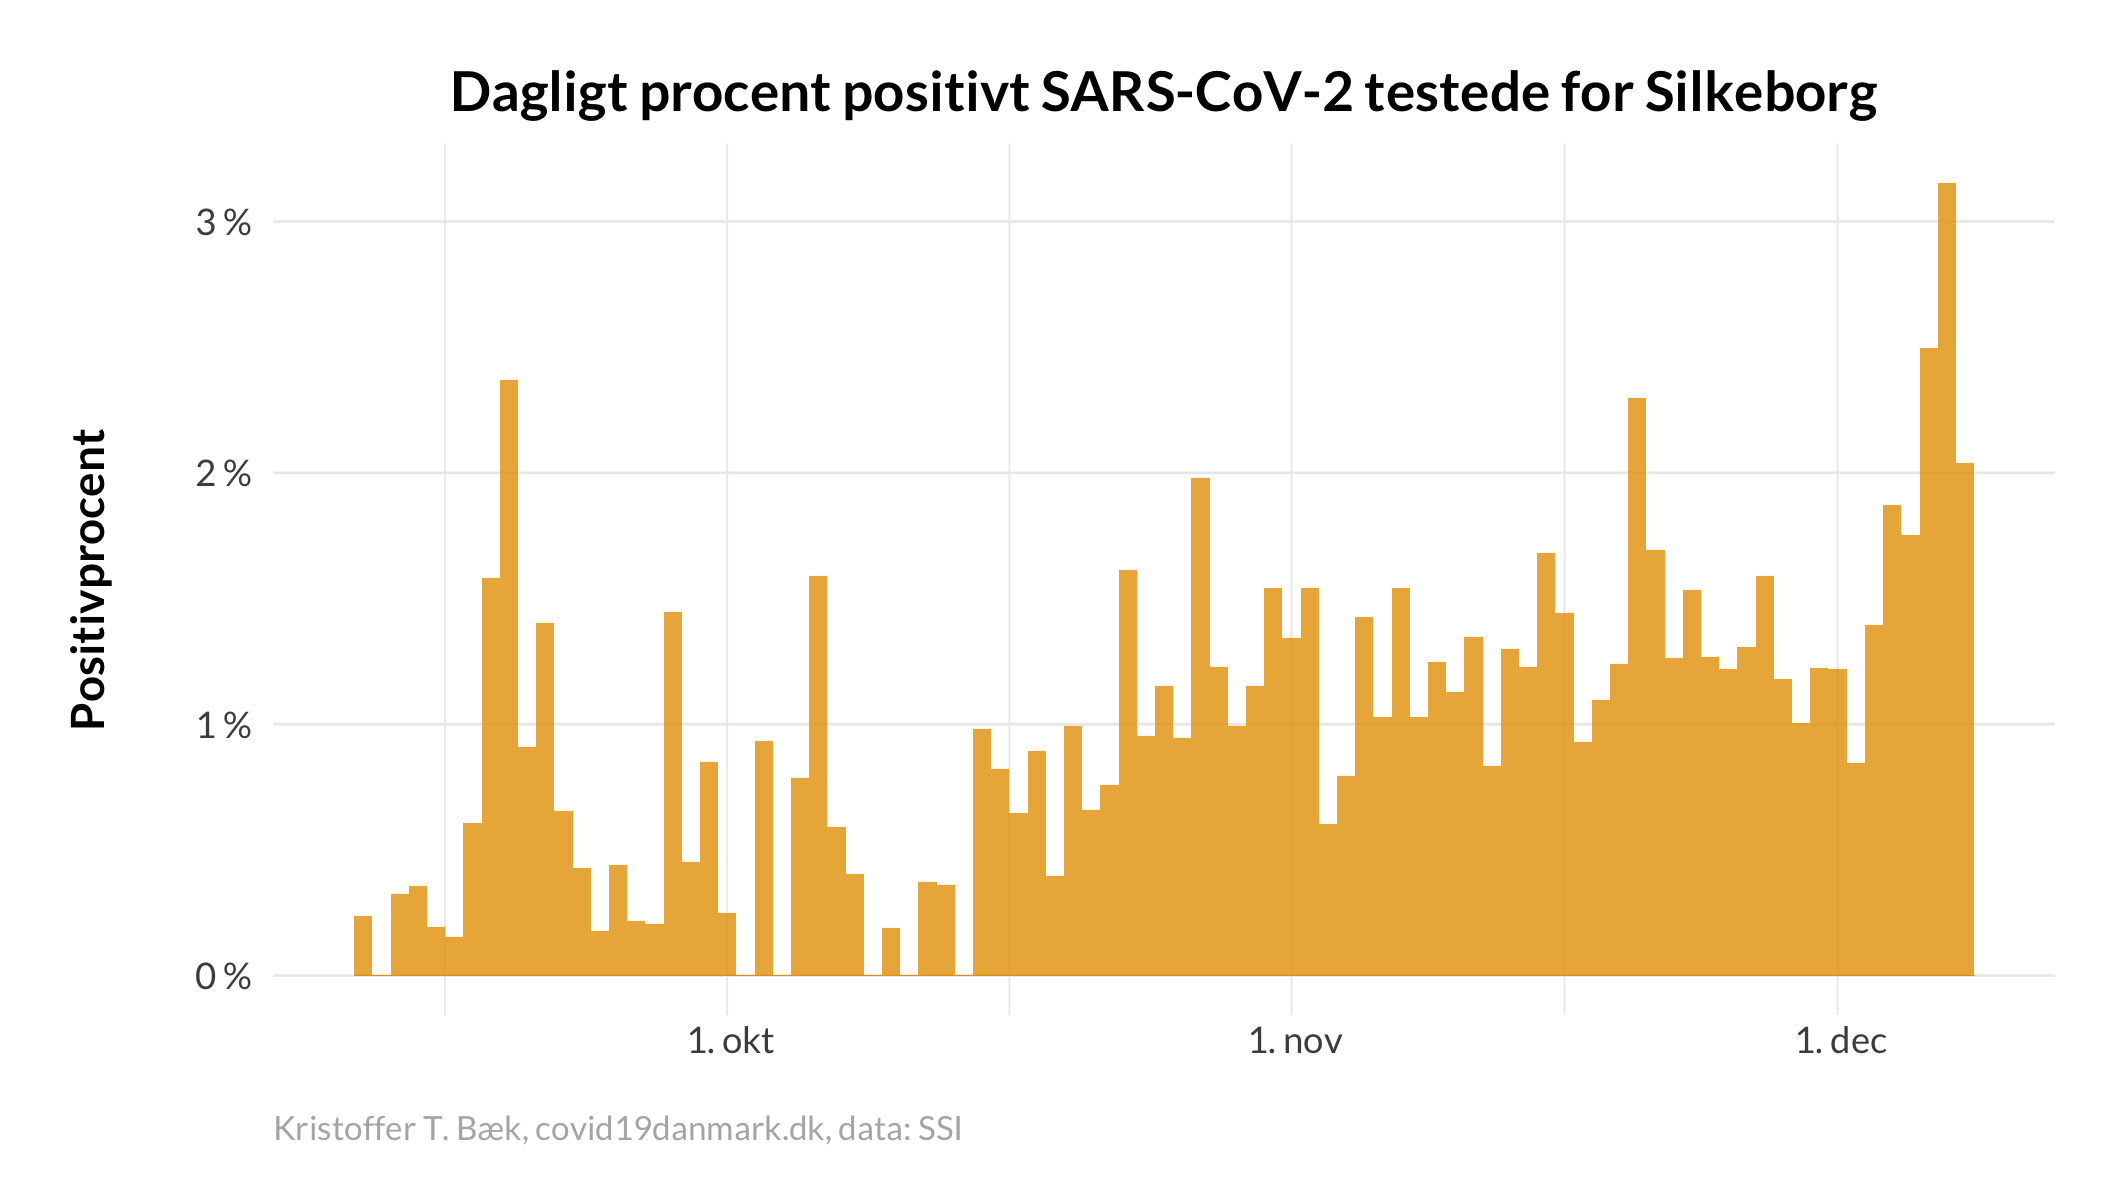 Dagligt procent positivt SARS-CoV-2 testede for Silkeborg
Positivprocent
3 %
2 %
1 %
0 %
1. okt
1. nov
1. dec
Kristoffer T. Bæk, covid19danmark.dk, data: SSI